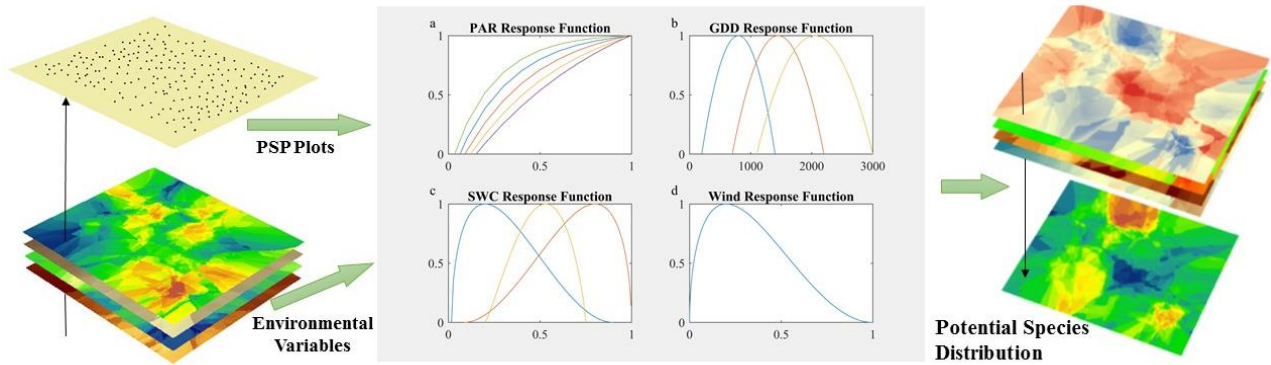 PSP Plots
Environmental
Variables
a
PAR Response Function
1
0.5
0
0
0.5
1
b
GDD Response Function
1
0.5
0
0
1000
2000
3000
c
SWC Response Function
1
0.5
0
0
0.5
1
d
Wind Response Function
1
0.5
0
0
0.5
1
Potential Species
Distribution